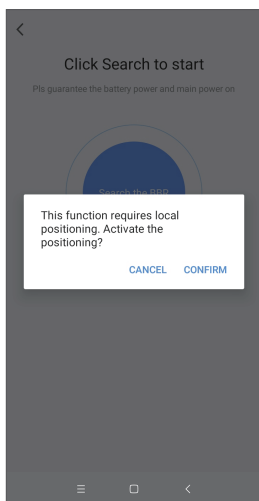 Click Search to start
Pls guarantee the battery power and main power on
Search the BBR
This function requires local
positioning. Activate the
positioning?
CANCEL CONFIRM